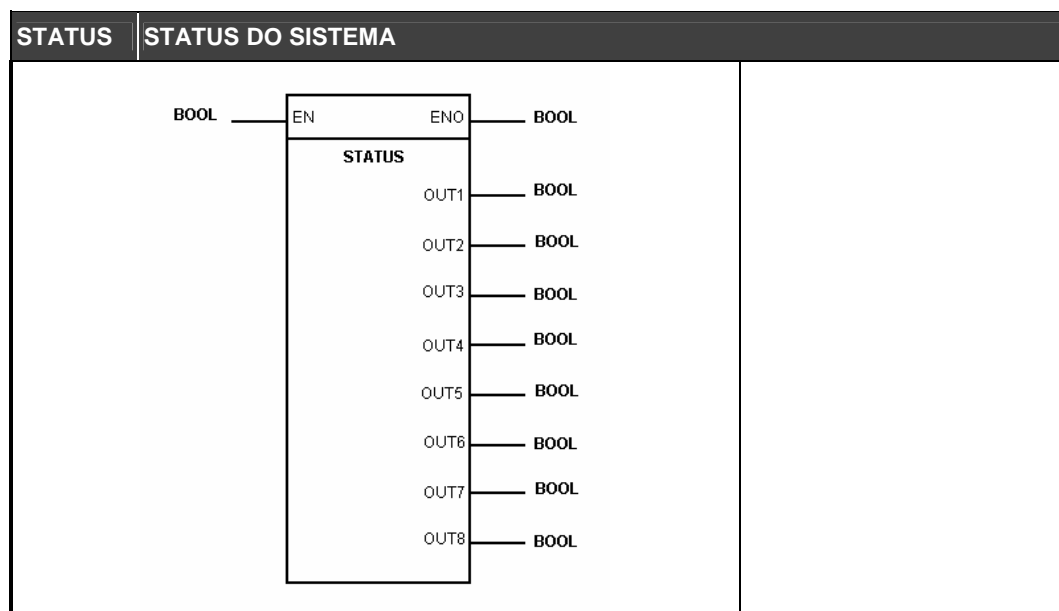 STATUS STATUS DO SISTEMA
BOOL EN ENO BOOL
STATUS
OUT1 BOOL
OUT2 BOOL
OUT3 BOOL
OUT4 BOOL
OUT5 BOOL
OUT6 BOOL
OUT7 BOOL
OUT8 BOOL